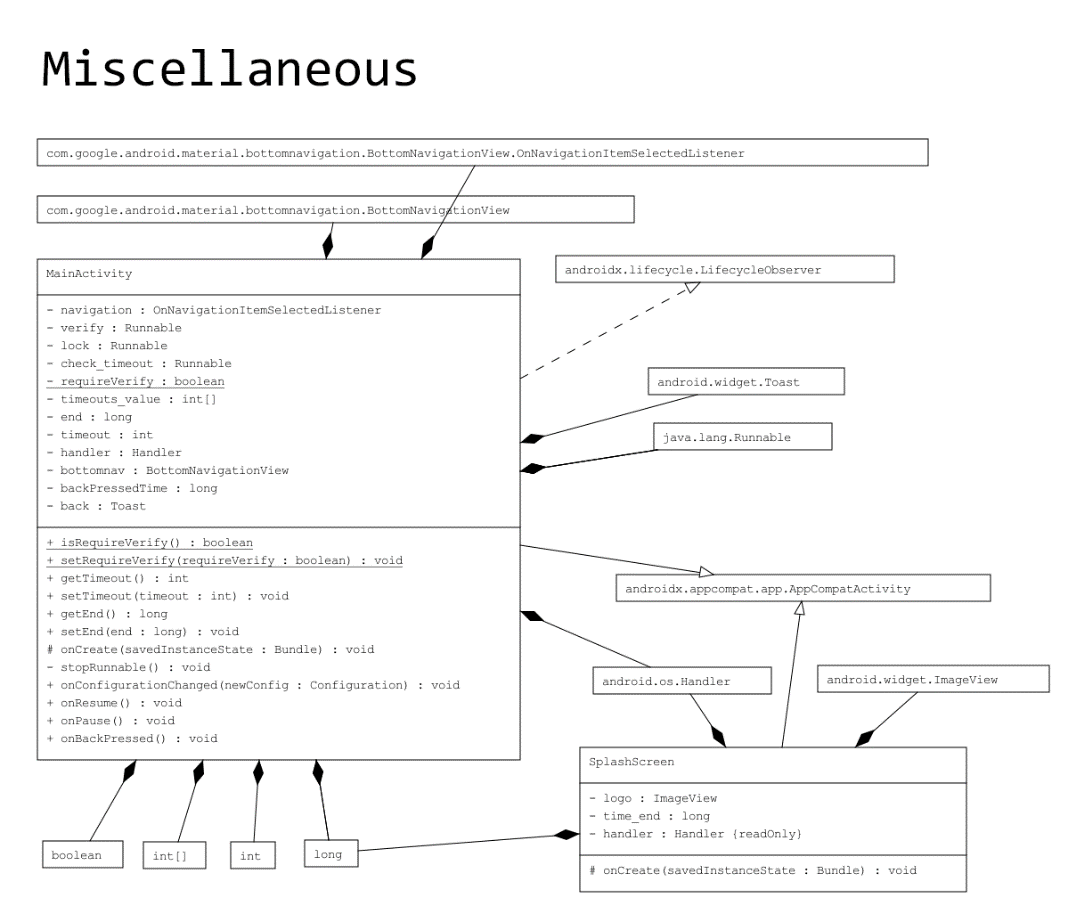 Miscellaneous
com.google.android.material.bottomnavigation.BottomNavigationView.OnNavigationItemSelectedListener
com.google.android.material.bottomnavigation.BottomNavigationView
MainActivity
- navigation : OnNavigationItemSelectedListener
- verify : Runnable
- lock : Runnable
- check_timeout : Runnable
- requireVerify : boolean
- timeouts_value : int[]
- end : long
- timeout : int
- handler : Handler
- bottomnav : BottomNavigationView
- backPressedTime : long
- back : Toast
+ isRequireVerify() : boolean
+ setRequireVerify(requireVerify : boolean) : void
+ getTimeout() : int
+ setTimeout(timeout : int) : void
+ getEnd() : long
+ setEnd(end : long) : void
# onCreate(savedInstanceState : Bundle) : void
- stopRunnable() : void
+ onConfigurationChanged(newConfig : Configuration) : void
+ onResume() : void
+ onPause() : void
+ onBackPressed() : void
androidx.lifecycle.LifecycleObserver
android.widget.Toast
java.lang.Runnable
androidx.appcompat.app.AppCompatActivity
android.os.Handler
android.widget.ImageView
SplashScreen
- logo : ImageView
- time_end : long
- handler : Handler {readOnly}
# onCreate(savedInstanceState : Bundle) : void
boolean
int[]
int
long